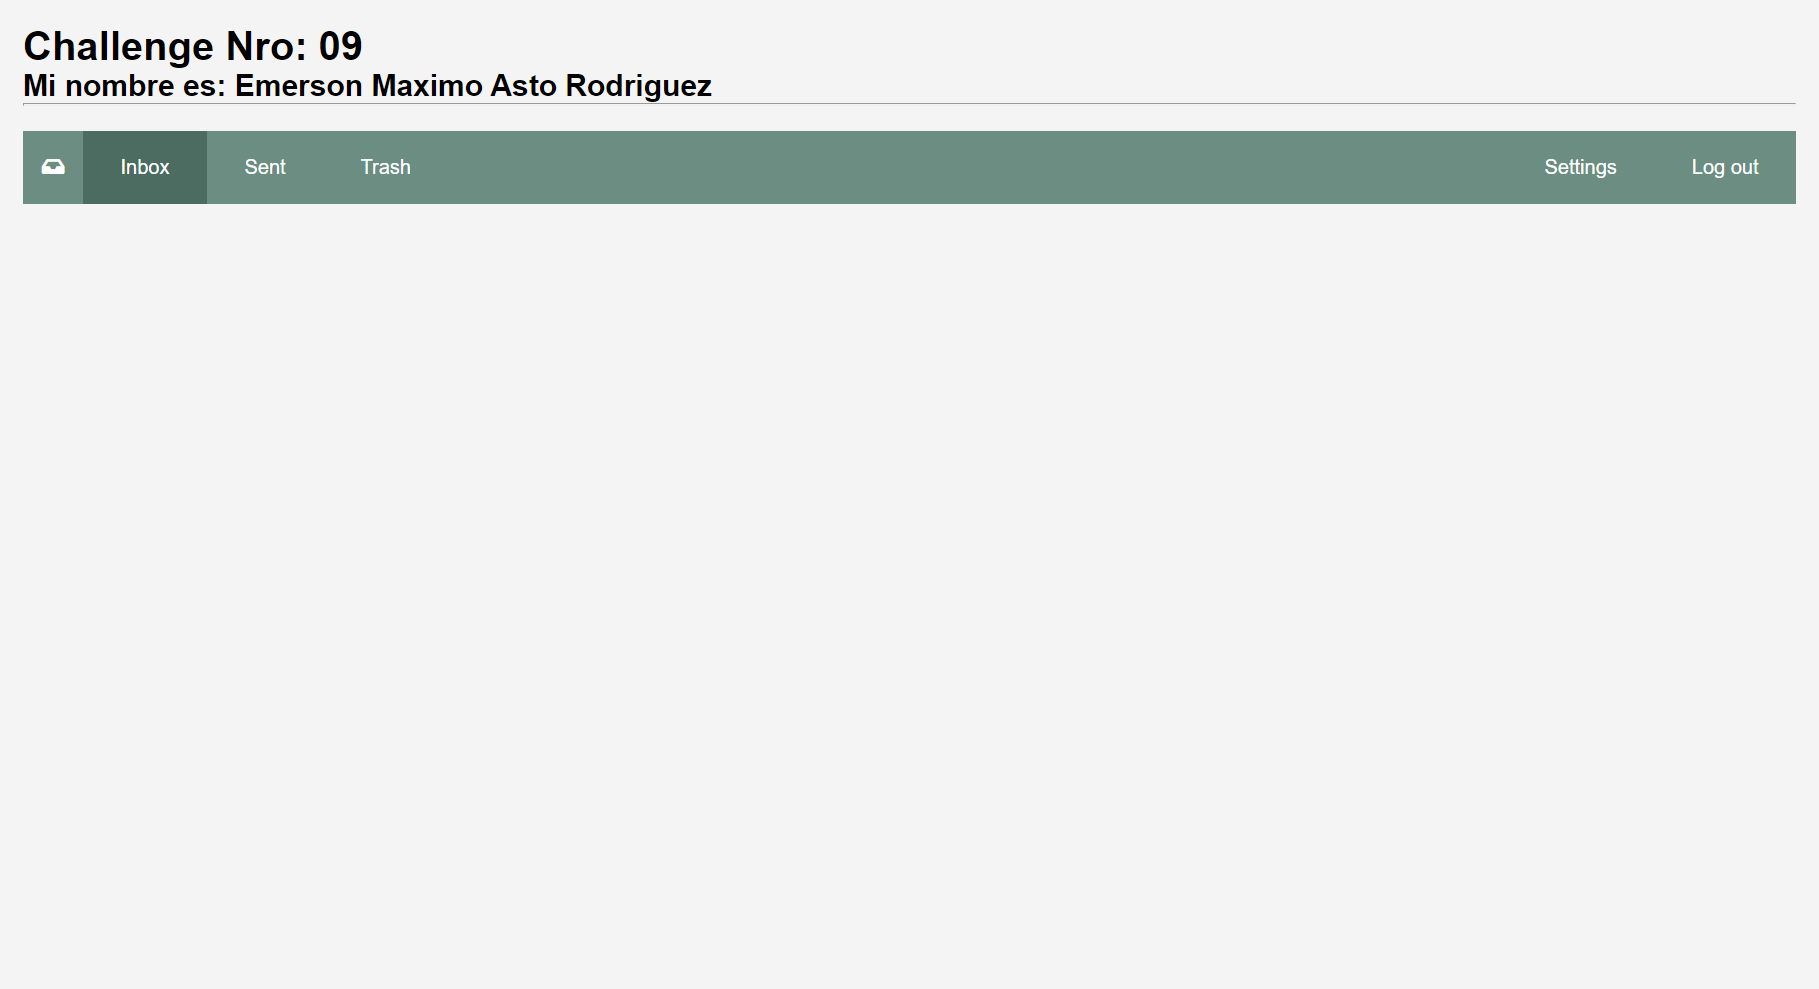 Challenge Nro: 09
Mi nombre es: Emerson Maximo Asto Rodriguez
Inbox Sent Trash Settings Log out